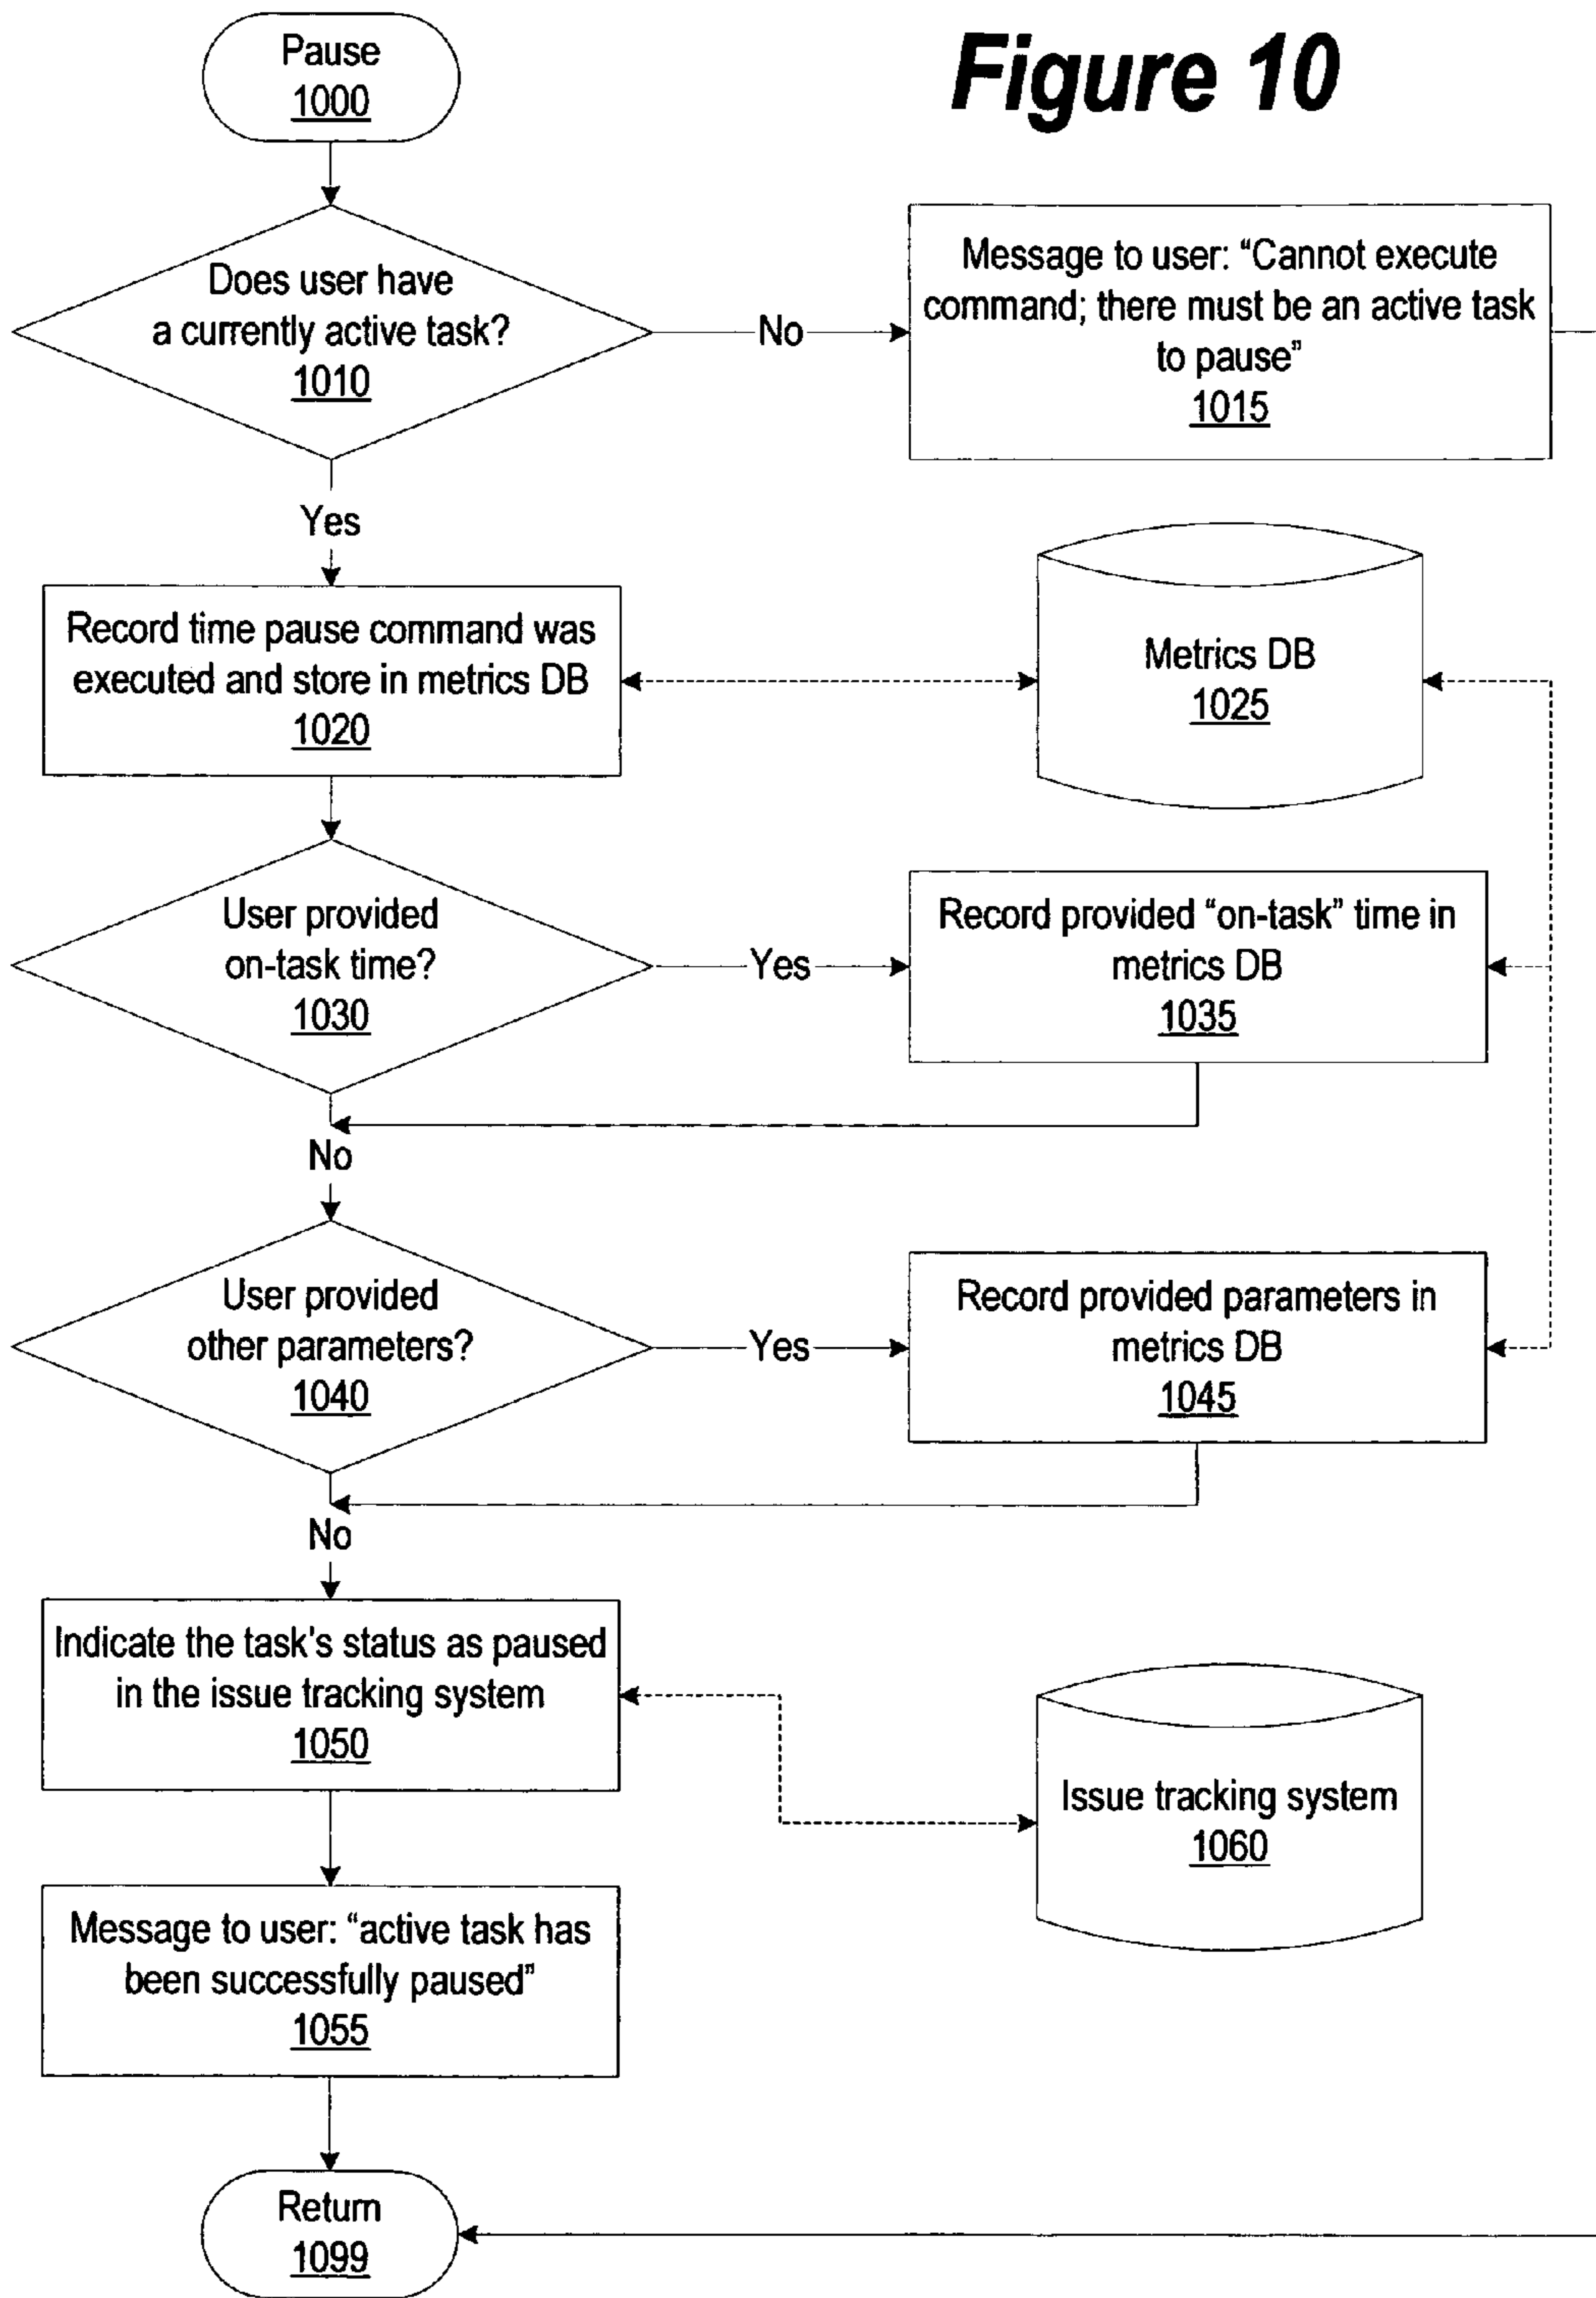 Figure 10
Pause
1000
Does user have
a currently active task?
1010
No
Message to user: “Cannot execute
command; there must be an active task
to pause”
1015
Yes
Record time pause command was
executed and store in metrics DB
1020
Metrics DB
1025
User provided
on-task time?
1030
Yes
Record provided “on-task” time in
metrics DB
1035
No
User provided
other parameters?
1040
Yes
Record provided parameters in
metrics DB
1045
No
Indicate the task's status as paused
in the issue tracking system
1050
Issue tracking system
1060
Message to user: “active task has
been successfully paused”
1055
Return
1099